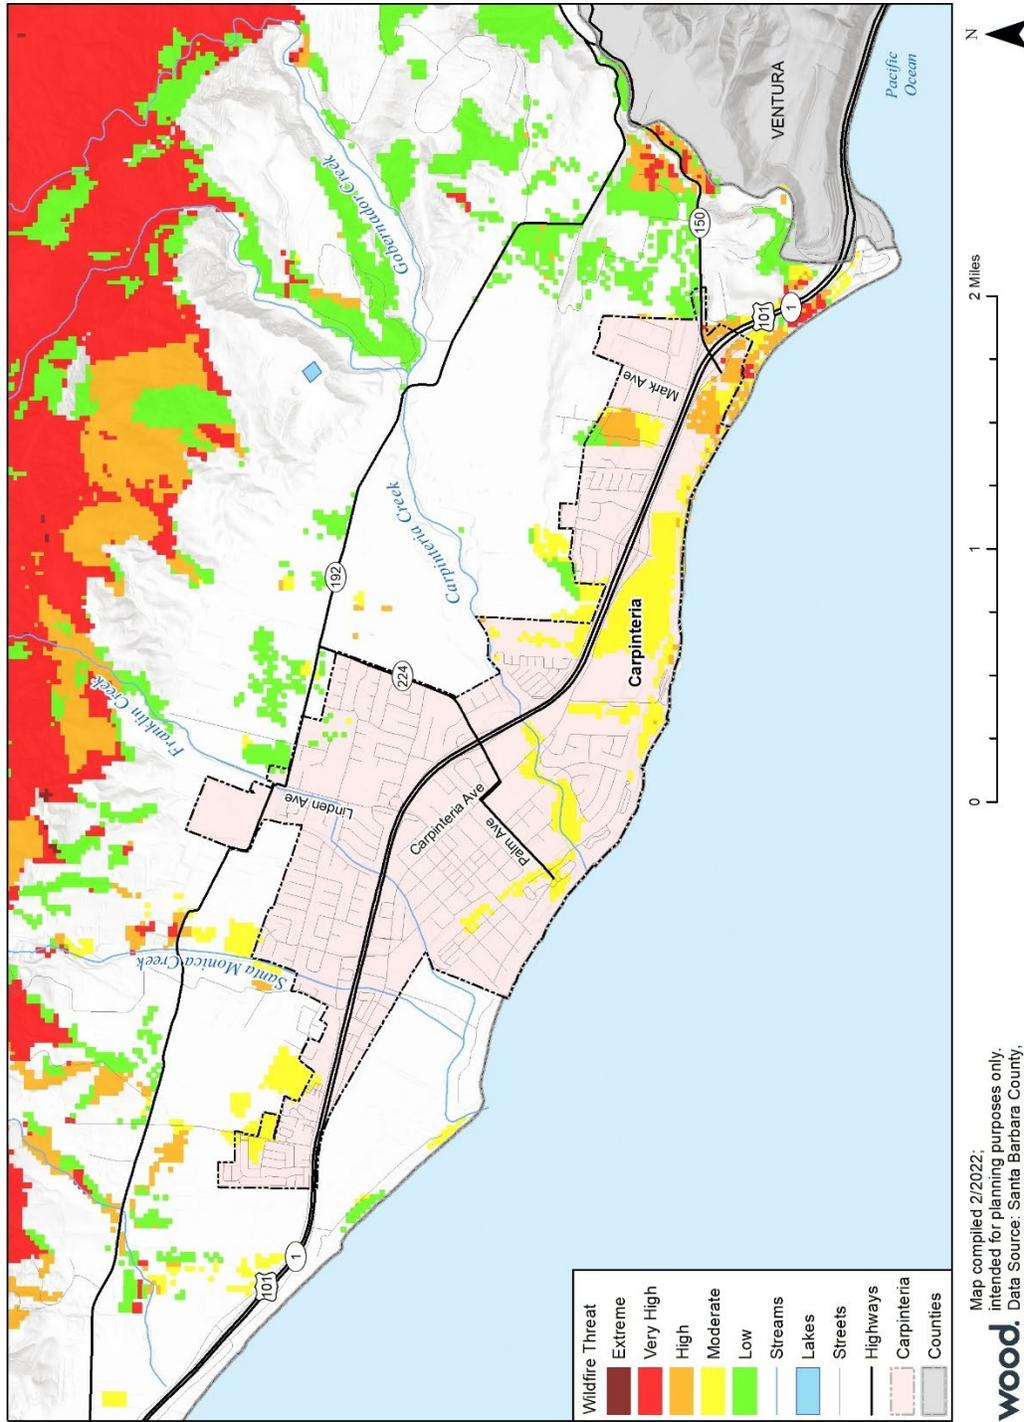 Pacific
Ocean
VENTURA
Gobernador Creek
150
101
1
Mark Ave
192
Carpinteria Creek
224
Franklin Creek
Carpinteria
Linden Ave
Carpinteria Ave
Palm Ave
Santa Monica Creek
101
1
Wildfire Threat
Extreme
Very High
High
Moderate
Low
Streams
Lakes
Streets
Highways
Carpinteria
Counties
N
0
1
2 Miles
wood.
Map compiled 2/2022;
intended for planning purposes only.
Data Source: Santa Barbara County,